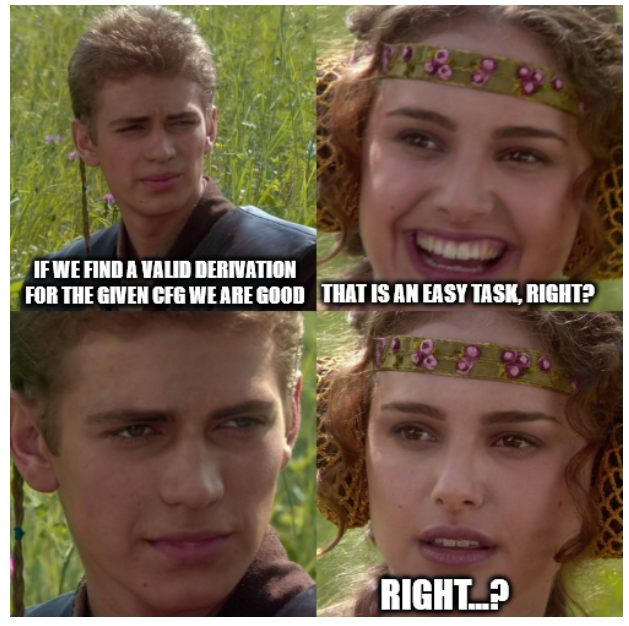 IF WE FIND A VALID DERIVATION
FOR THE GIVEN CFG WE ARE GOOD
THAT IS AN EASY TASK, RIGHT?
RIGHT...?